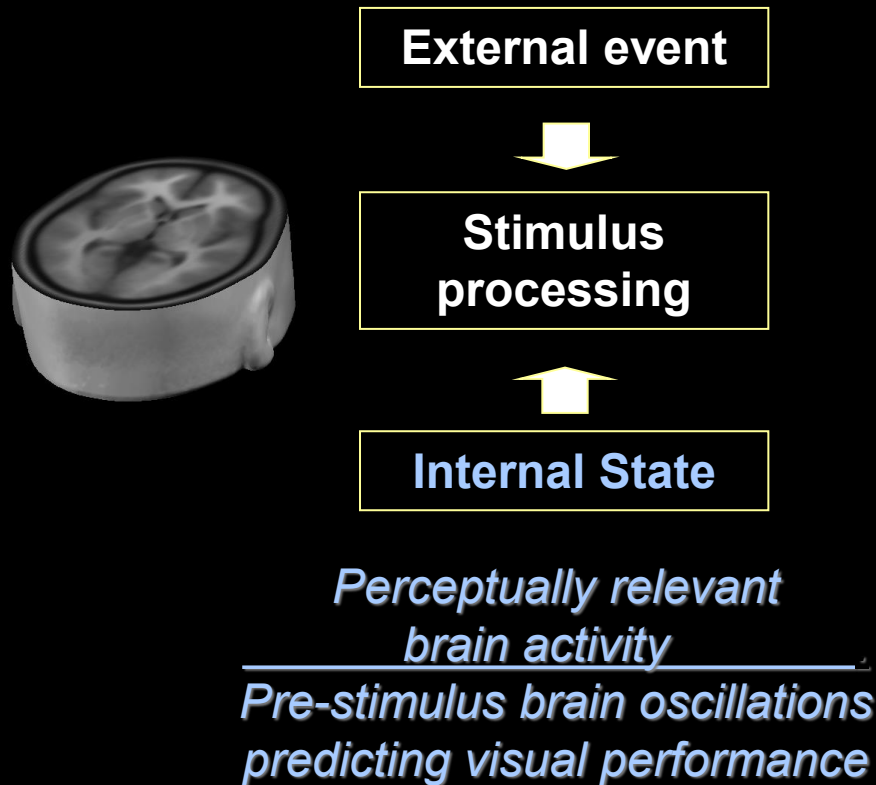 External event
Stimulus
processing
Internal State
Perceptually relevant
brain activity .
Pre-stimulus brain oscillations
predicting visual performance